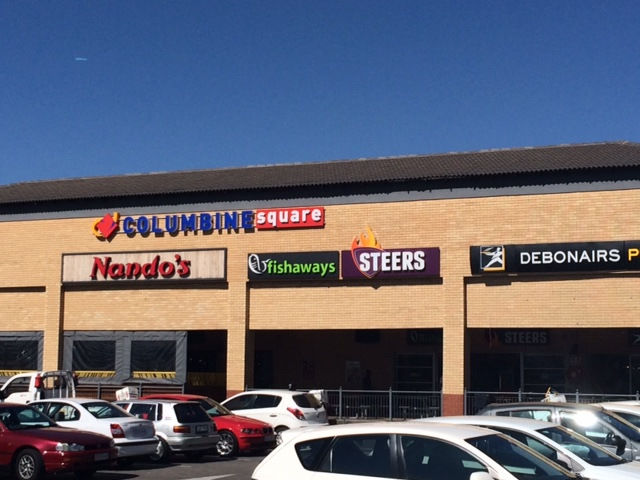 COLUMBINE square
Nando's
fishaways
STEERS
DEBONAIRS P
STEERS